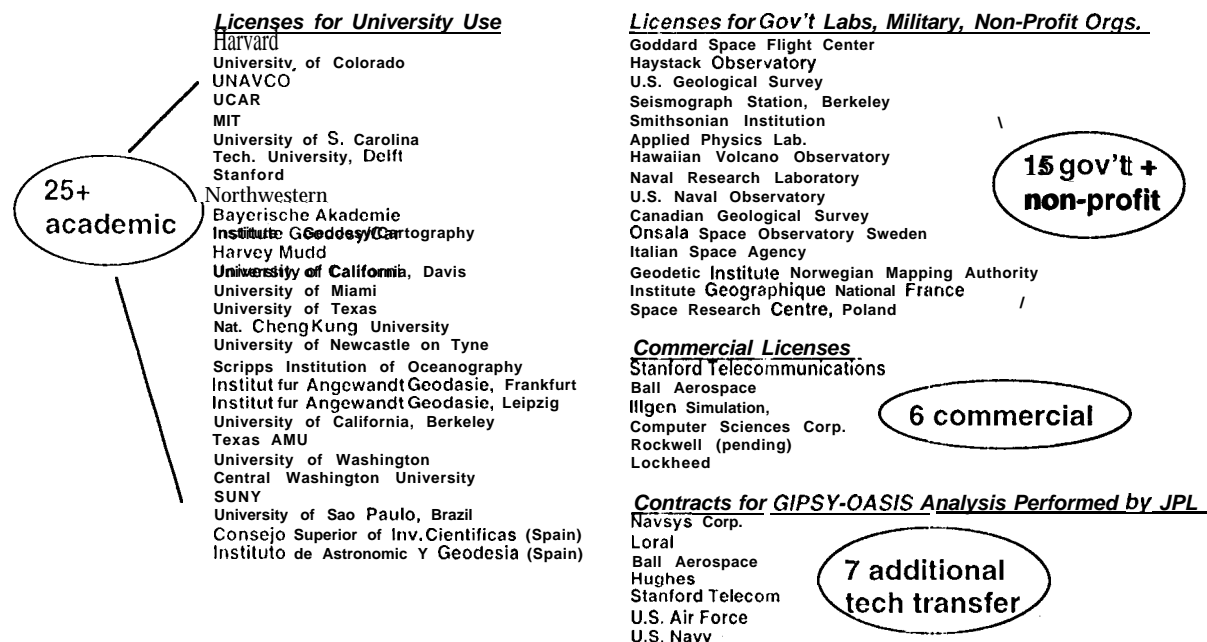 Licenses for University Use
Harvard
University of Colorado
UNAVCO
UCAR
MIT
University of S. Carolina
Tech. University, Delft
Stanford
Northwestern
Bayerische Akademie
Institute Geodesy/Cartography
Harvey Mudd
University of California, Davis
University of Miami
University of Texas
Nat. Cheng Kung University
University of Newcastle on Tyne
Scripps Institution of Oceanography
Institut fur Angewandt Geodasie, Frankfurt
Institut fur Angewandt Geodasie, Leipzig
University of California, Berkeley
Texas AMU
University of Washington
Central Washington University
SUNY
University of Sao Paulo, Brazil
Consejo Superior of Inv. Cientificas (Spain)
Instituto de Astronomic Y Geodesia (Spain)
25+
academic
Licenses for Gov't Labs, Military, Non-Profit Orgs.
Goddard Space Flight Center
Haystack Observatory
U.S. Geological Survey
Seismograph Station, Berkeley
Smithsonian Institution
Applied Physics Lab.
Hawaiian Volcano Observatory
Naval Research Laboratory
U.S. Naval Observatory
Canadian Geological Survey
Onsala Space Observatory Sweden
Italian Space Agency
Geodetic Institute Norwegian Mapping Authority
Institute Geographique National France
Space Research Centre, Poland
15 gov't +
non-profit
Commercial Licenses
Stanford Telecommunications
Ball Aerospace
Illgen Simulation,
Computer Sciences Corp.
Rockwell (pending)
Lockheed
6 commercial
Contracts for GIPSY-OASIS Analysis Performed by JPL
Navsys Corp.
Loral
Ball Aerospace
Hughes
Stanford Telecom
U.S. Air Force
U.S. Navy
7 additional
tech transfer